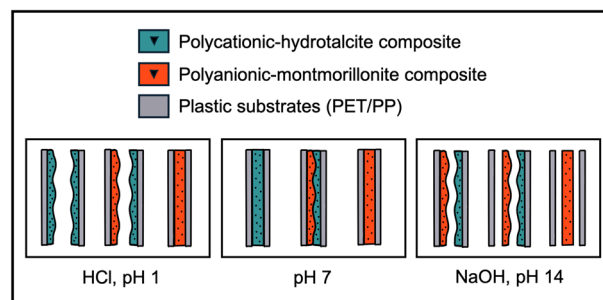 Polycationic-hydrotalcite composite
Polyanionic-montmorillonite composite
Plastic substrates (PET/PP)
HCl, pH 1
pH 7
NaOH, pH 14